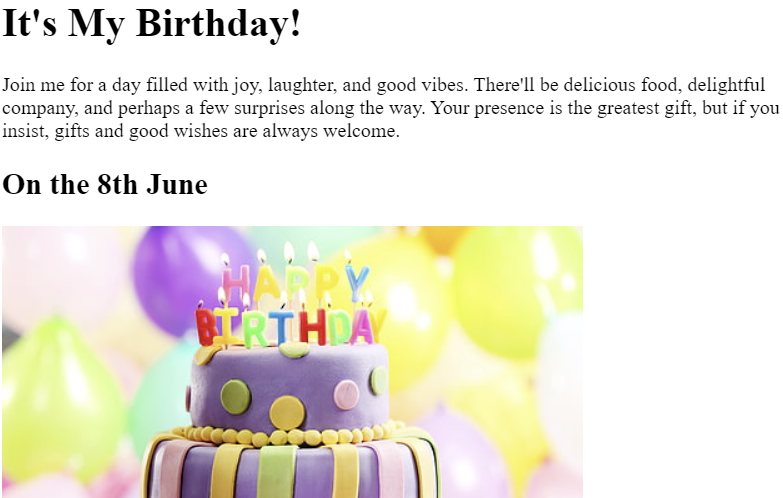 It's My Birthday!
Join me for a day filled with joy, laughter, and good vibes. There'll be delicious food, delightful
company, and perhaps a few surprises along the way. Your presence is the greatest gift, but if you
insist, gifts and good wishes are always welcome.
On the 8th June
HAPPY
BIRTHDAY